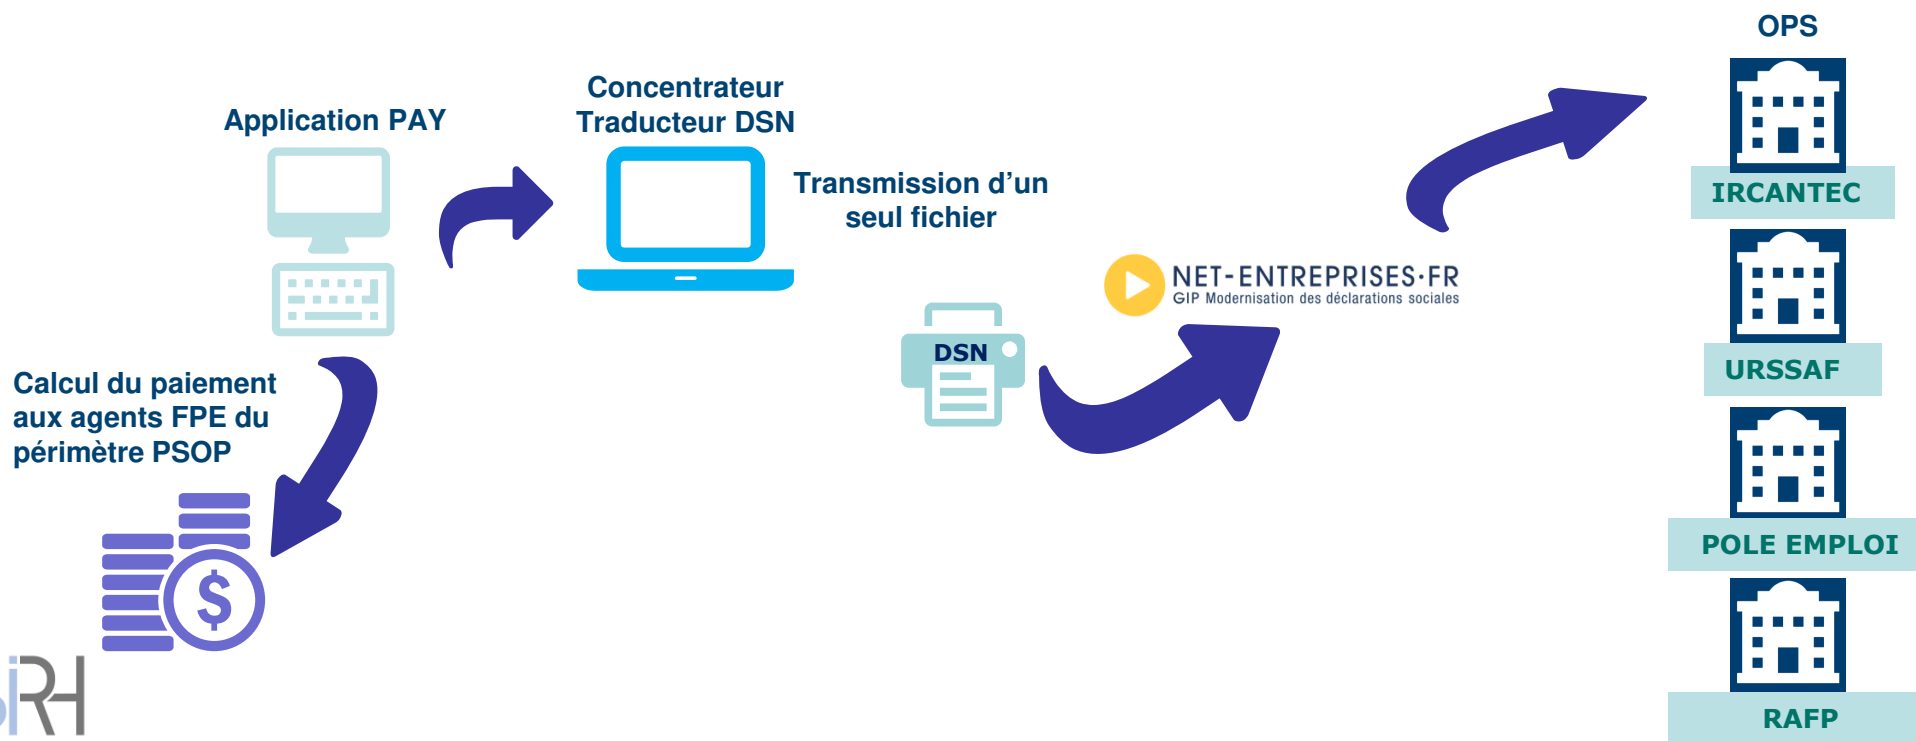 OPS
Concentrateur
Traducteur DSN
Application PAY
Transmission d’un
seul fichier
IRCANTEC
NET-ENTREPRISES·FR
GIP Modernisation des déclarations sociales
DSN
URSSAF
Calcul du paiement
aux agents FPE du
périmètre PSOP
POLE EMPLOI
$
iRH
RAFP